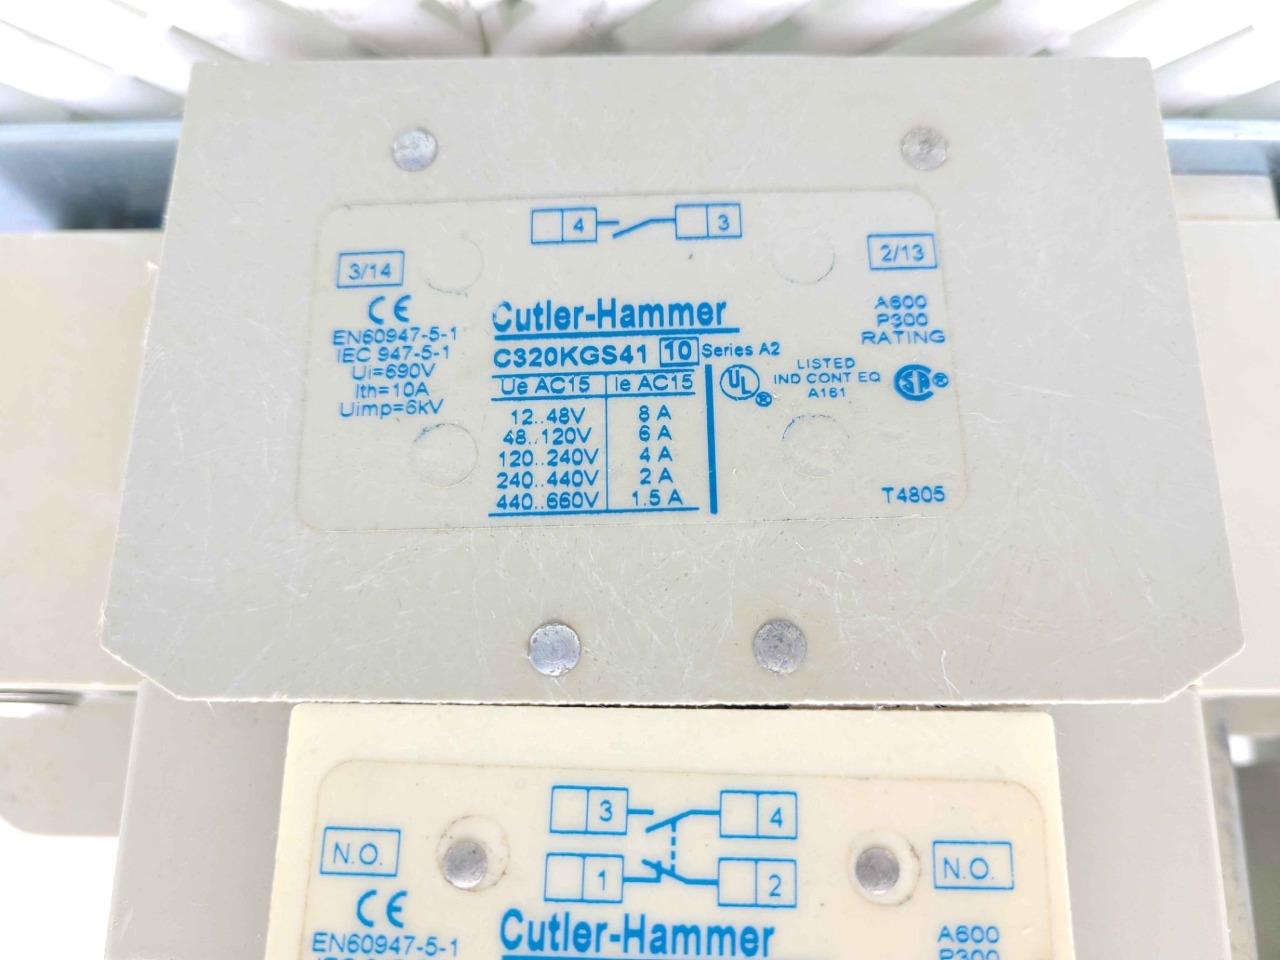 4 3
3/14
2/13
CE
EN60947-5-1
IEC 947-5-1
Ui=690V
Ith=10A
Uimp=6kV
Cutler-Hammer
C320KGS41 10 Series A2
Ue AC15 Ie AC15
12..48V 8 A
48..120V 6 A
120..240V 4 A
240..440V 2 A
440..660V 1.5 A
A600
P300
RATING
UL ®
LISTED
IND CONT EQ
A161
SA ®
T4805
3 4
1 2
N.O.
N.O.
CE
EN60947-5-1
Cutler-Hammer
A600
P300